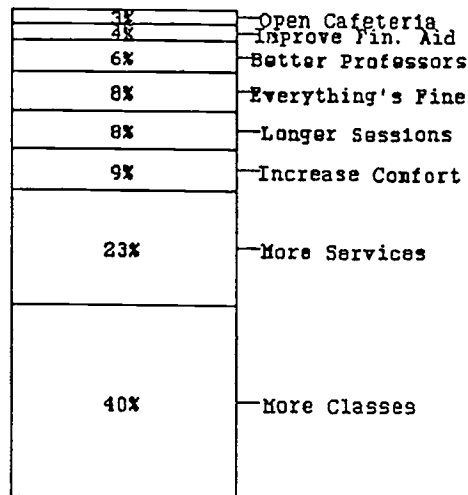 3% Open Cafeteria
4% Improve Fin. Aid
6% Better Professors
8% Everything's Fine
8% Longer Sessions
9% Increase Comfort
23% More Services
40% More Classes